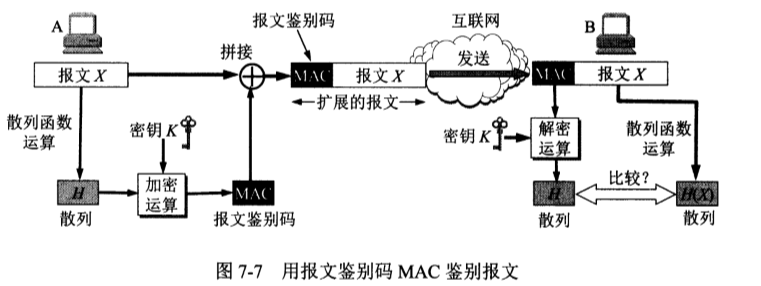 A
报文鉴别码
互联网
B
拼接
报文 X
MAC
报文 X
发送
MAC
报文 X
扩展的报文
散列函数
运算
密钥 K
密钥 K
解密
运算
散列函数
运算
H
加密
运算
MAC
H
比较?
H(X)
散列
报文鉴别码
散列
散列
图 7-7 用报文鉴别码 MAC 鉴别报文